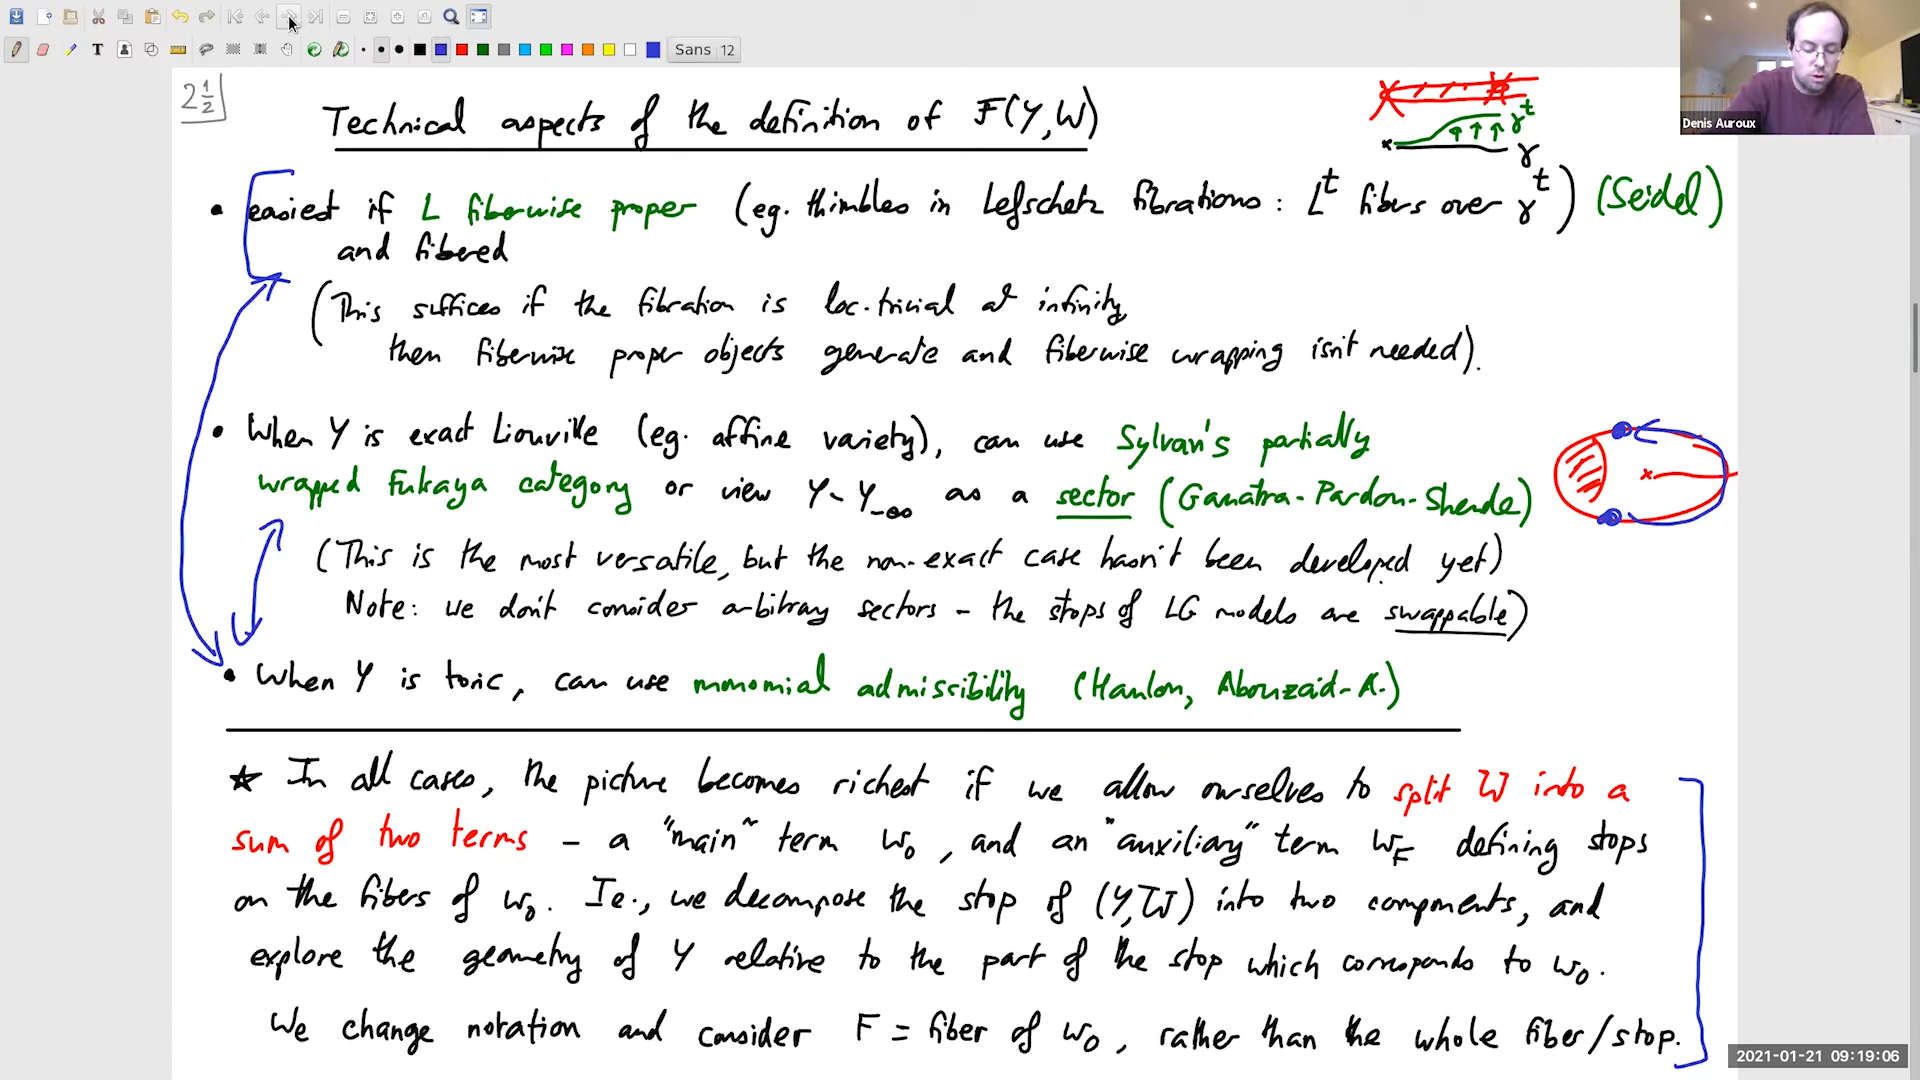 Sans 12
Denis Auroux
2 1/2
Technical aspects of the definition of F(Y,W)
γ^t
γ
• easiest if L fiberwise proper (eg. thimbles in Lefschetz fibrations: L^t fibers over γ^t) (Seidel)
and fibered
(This suffices if the fibration is loc. trivial at infinity
then fiberwise proper objects generate and fiberwise wrapping isn't needed).
• When Y is exact Liouville (eg. affine variety), can use Sylvan's partially
wrapped Fukaya category or view Y \ Y_-∞ as a sector (Ganatra-Pardon-Shende)
(This is the most versatile, but the non-exact case hasn't been developed yet)
Note: we don't consider arbitrary sectors - the stops of LG models are swappable)
• When Y is toric, can use monomial admissibility (Hanlon, Abouzaid-A.)
★ In all cases, the picture becomes richest if we allow ourselves to split W into a
sum of two terms – a "main" term W_0, and an "auxiliary" term W_F defining stops
on the fibers of W_0. Ie., we decompose the stop of (Y,W) into two components, and
explore the geometry of Y relative to the part of the stop which corresponds to W_0.
We change notation and consider F = fiber of W_0, rather than the whole fiber/stop.
2021-01-21 09:19:06